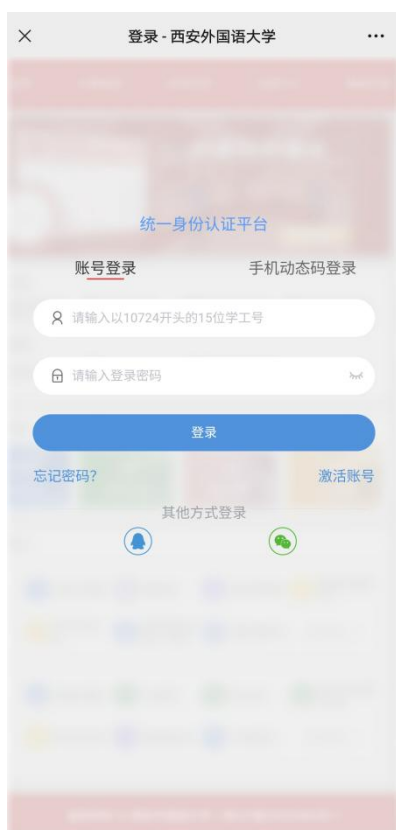 登录 - 西安外国语大学
统一身份认证平台
账号登录 手机动态码登录
请输入以10724开头的15位学工号
请输入登录密码
登录
忘记密码? 激活账号
其他方式登录